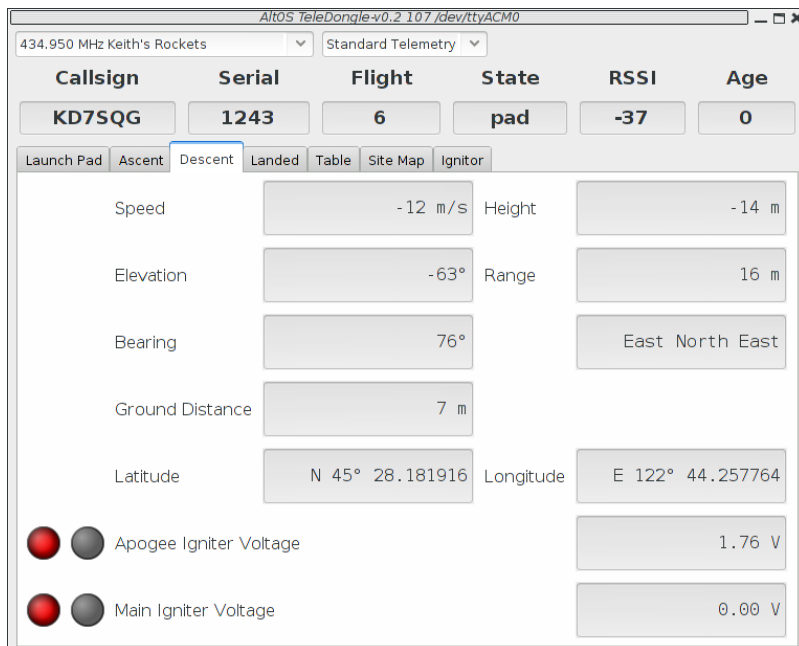 AltOS TeleDongle-v0.2 107 /dev/ttyACM0
434.950 MHz Keith's Rockets Standard Telemetry
Callsign Serial Flight State RSSI Age
KD7SQG 1243 6 pad -37 0
Launch Pad Ascent Descent Landed Table Site Map Ignitor
Speed -12 m/s Height -14 m
Elevation -63° Range 16 m
Bearing 76° East North East
Ground Distance 7 m
Latitude N 45° 28.181916 Longitude E 122° 44.257764
Apogee Igniter Voltage 1.76 V
Main Igniter Voltage 0.00 V